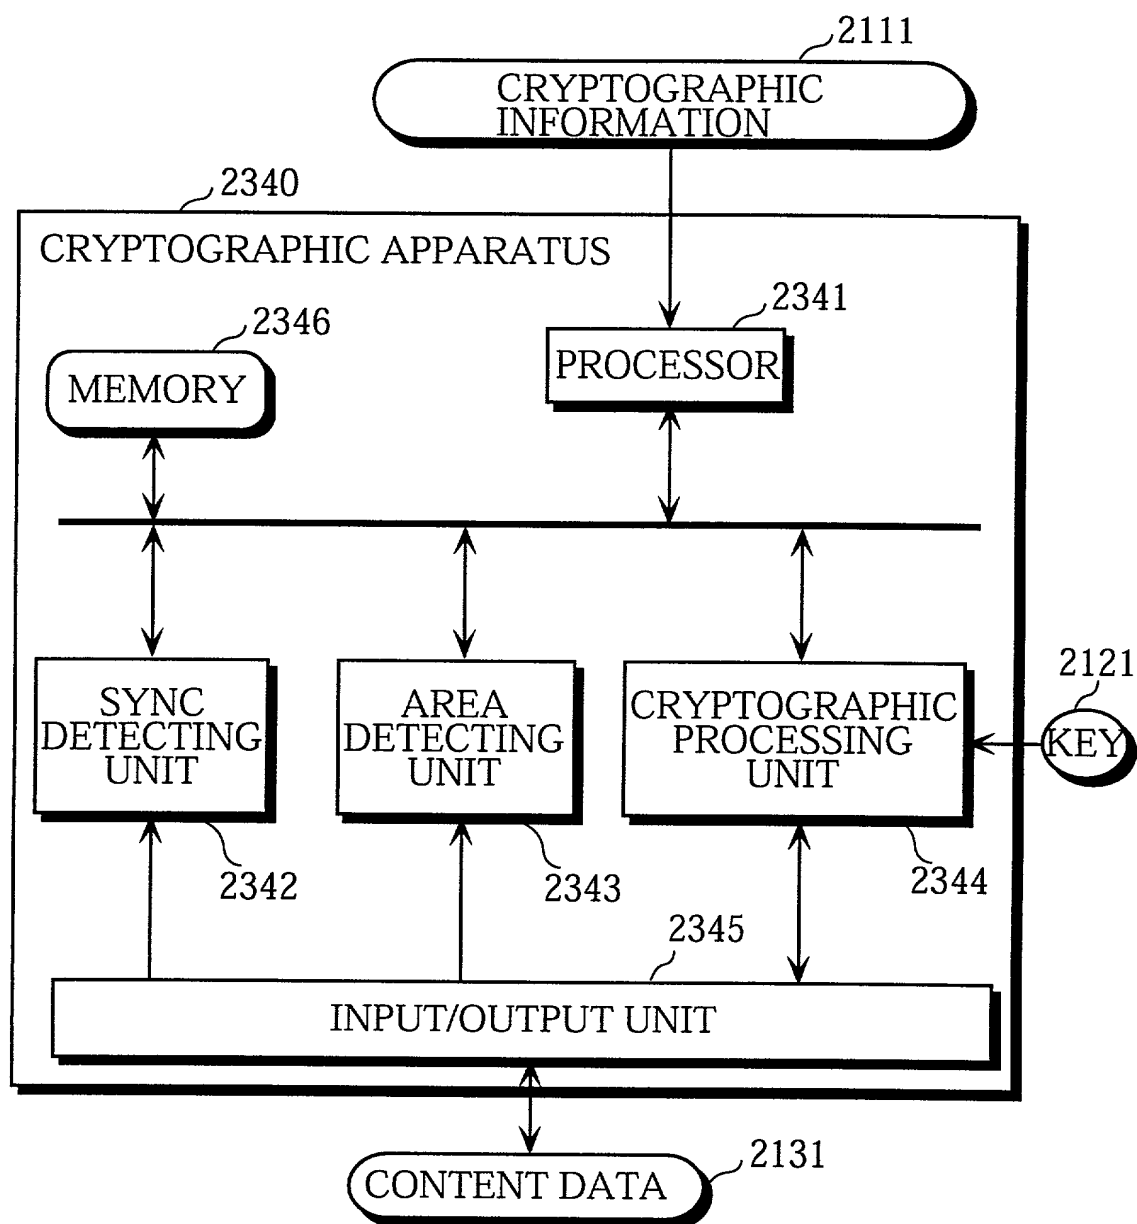 2111
CRYPTOGRAPHIC
INFORMATION
2340
CRYPTOGRAPHIC APPARATUS
2346
MEMORY
2341
PROCESSOR
SYNC
DETECTING
UNIT
2342
AREA
DETECTING
UNIT
2343
CRYPTOGRAPHIC
PROCESSING
UNIT
2344
2121
KEY
2345
INPUT/OUTPUT UNIT
2131
CONTENT DATA